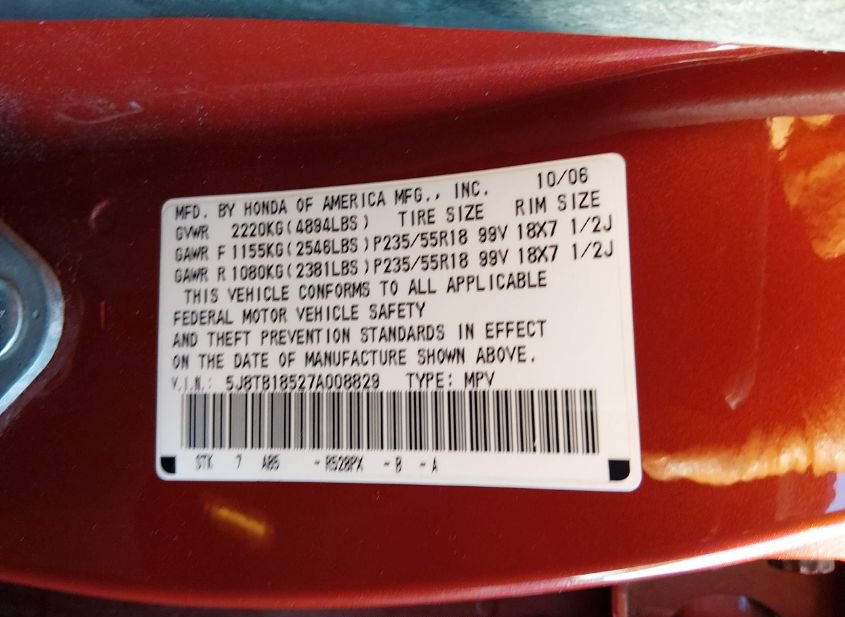 MFD. BY HONDA OF AMERICA MFG., INC. 10/06
GVWR 2220KG(4894LBS) TIRE SIZE RIM SIZE
GAWR F 1155KG(2546LBS)P235/55R18 99V 18X7 1/2J
GAWR R 1080KG(2381LBS)P235/55R18 99V 18X7 1/2J
THIS VEHICLE CONFORMS TO ALL APPLICABLE
FEDERAL MOTOR VEHICLE SAFETY
AND THEFT PREVENTION STANDARDS IN EFFECT
ON THE DATE OF MANUFACTURE SHOWN ABOVE.
V.I.N.: 5J8TB18527A008829 TYPE: MPV
STK 7 A05 -R528PX -B -A